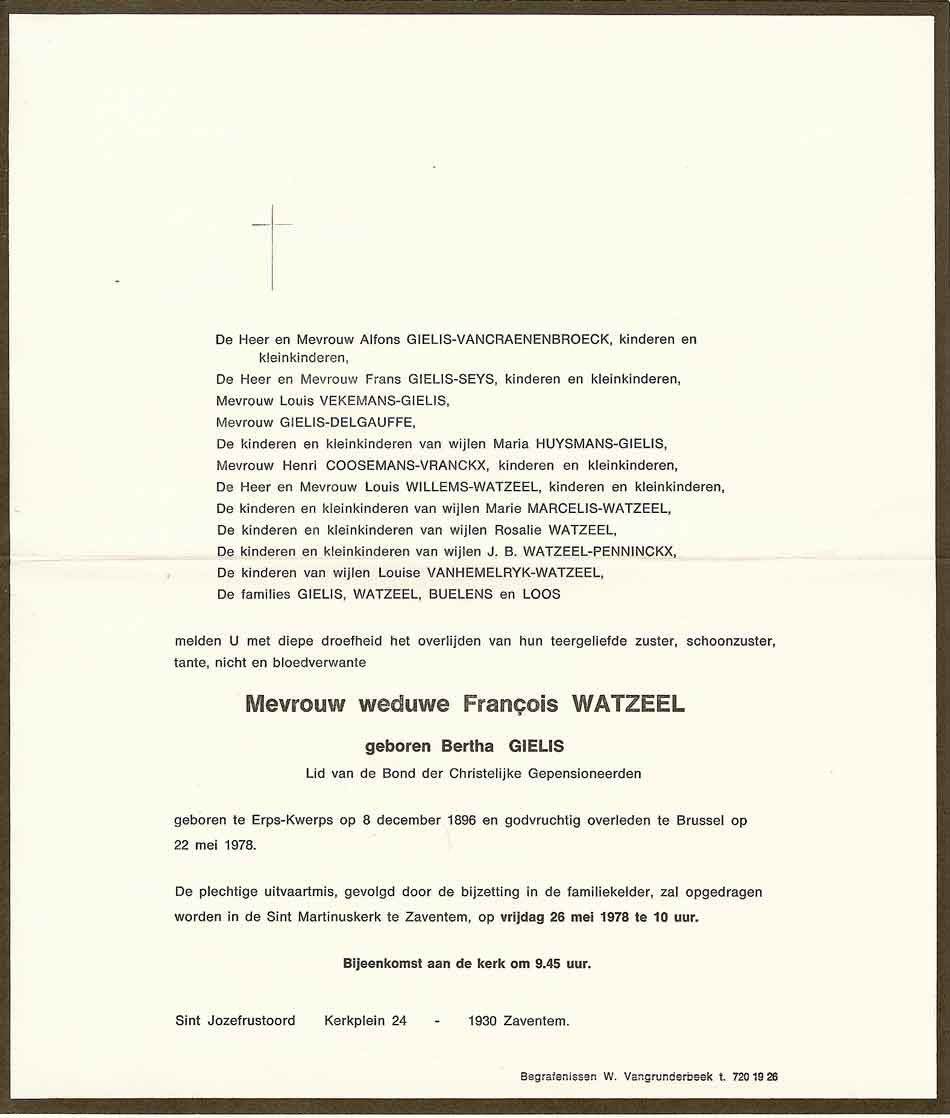 De Heer en Mevrouw Alfons GIELIS-VANCRAENENBROECK, kinderen en
kleinkinderen,
De Heer en Mevrouw Frans GIELIS-SEYS, kinderen en kleinkinderen,
Mevrouw Louis VEKEMANS-GIELIS,
Mevrouw GIELIS-DELGAUFFE,
De kinderen en kleinkinderen van wijlen Maria HUYSMANS-GIELIS,
Mevrouw Henri COOSEMANS-VRANCKX, kinderen en kleinkinderen,
De Heer en Mevrouw Louis WILLEMS-WATZEEL, kinderen en kleinkinderen,
De kinderen en kleinkinderen van wijlen Marie MARCELIS-WATZEEL,
De kinderen en kleinkinderen van wijlen Rosalie WATZEEL,
De kinderen en kleinkinderen van wijlen J. B. WATZEEL-PENNINCKX,
De kinderen van wijlen Louise VANHEMELRYK-WATZEEL,
De families GIELIS, WATZEEL, BUELENS en LOOS
melden U met diepe droefheid het overlijden van hun teergeliefde zuster, schoonzuster,
tante, nicht en bloedverwante
Mevrouw weduwe François WATZEEL
geboren Bertha GIELIS
Lid van de Bond der Christelijke Gepensioneerden
geboren te Erps-Kwerps op 8 december 1896 en godvruchtig overleden te Brussel op
22 mei 1978.
De plechtige uitvaartmis, gevolgd door de bijzetting in de familiekelder, zal opgedragen
worden in de Sint Martinuskerk te Zaventem, op vrijdag 26 mei 1978 te 10 uur.
Bijeenkomst aan de kerk om 9.45 uur.
Sint Jozefrustoord Kerkplein 24 - 1930 Zaventem.
Begrafenissen W. Vangrunderbeek t. 720 19 26